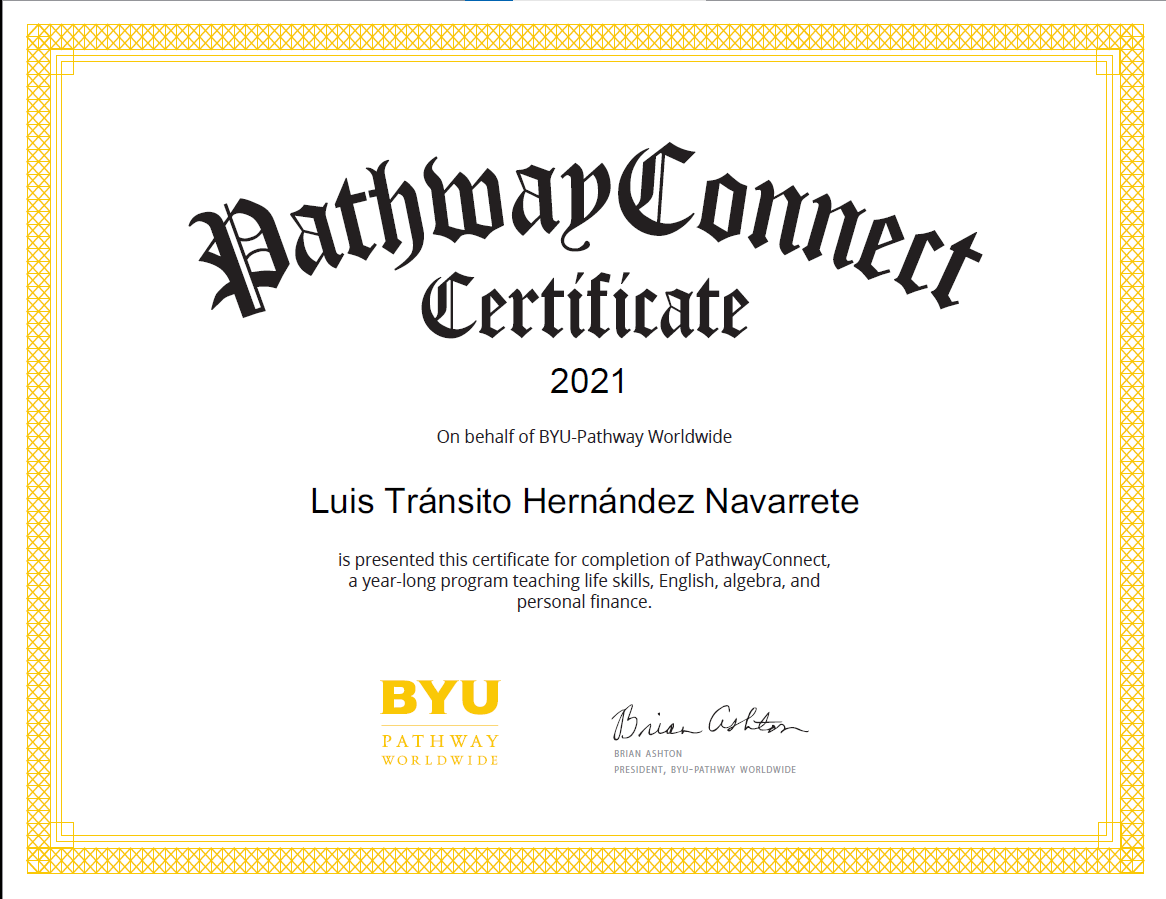 PathwayConnect
Certificate
2021
On behalf of BYU-Pathway Worldwide
Luis Tránsito Hernández Navarrete
is presented this certificate for completion of PathwayConnect,
a year-long program teaching life skills, English, algebra, and
personal finance.
BYU
PATHWAY
WORLDWIDE
Brian Ashton
BRIAN ASHTON
PRESIDENT, BYU-PATHWAY WORLDWIDE